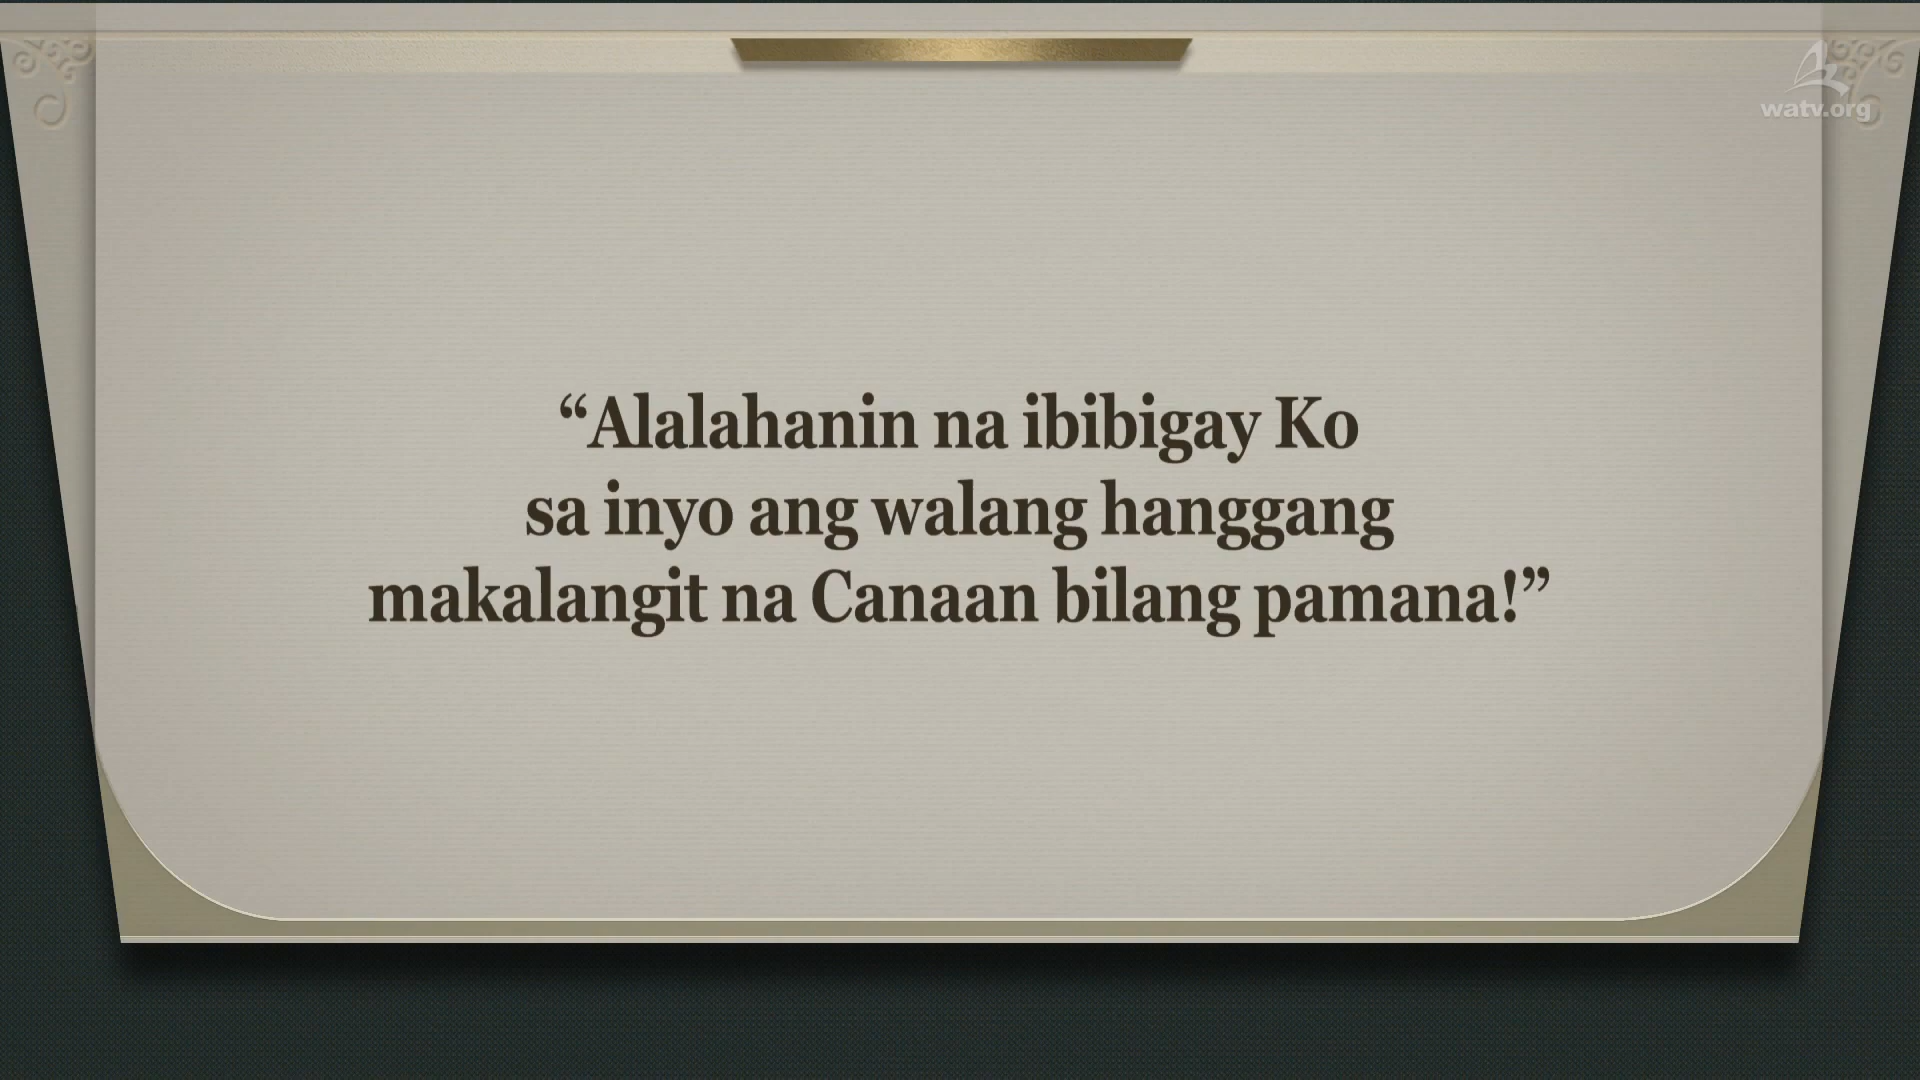 watv.org
“Alalahanin na ibibigay Ko
sa inyo ang walang hanggang
makalangit na Canaan bilang pamana!”